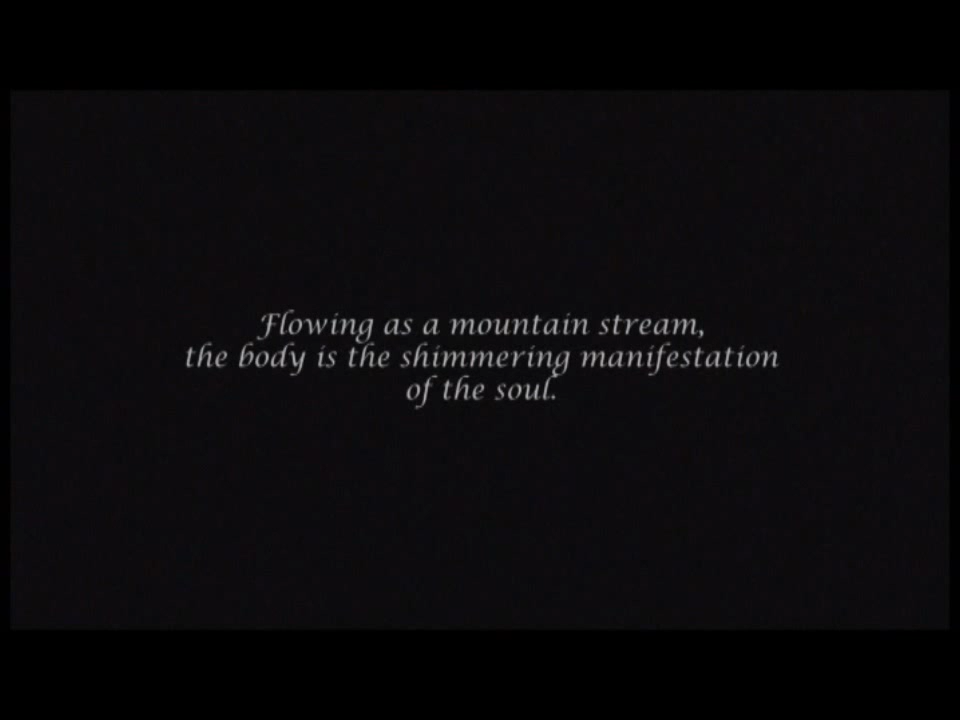 Flowing as a mountain stream,
the body is the shimmering manifestation
of the soul.